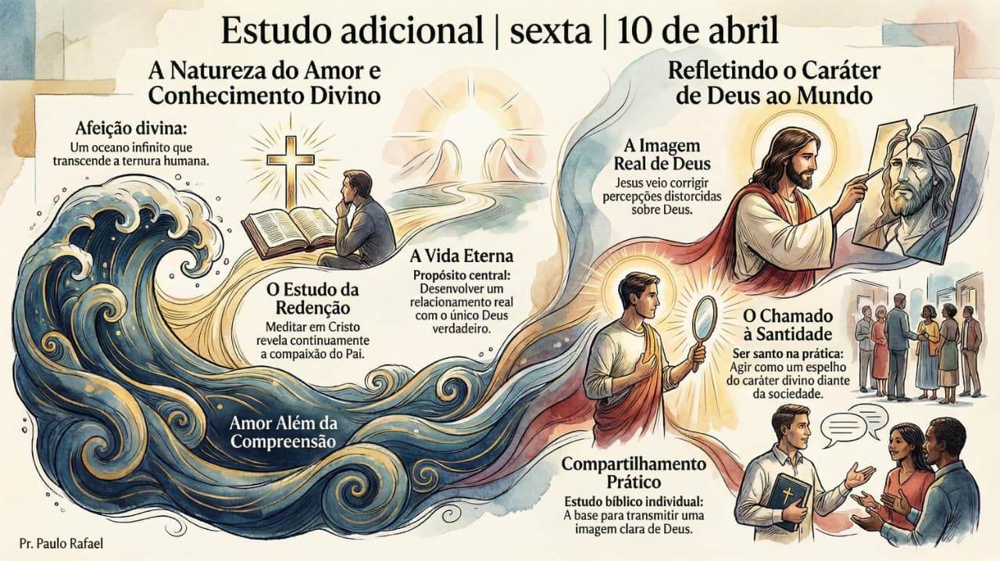 Estudo adicional | sexta | 10 de abril
A Natureza do Amor e
Conhecimento Divino
Afeição divina:
Um oceano infinito que
transcende a ternura humana.
O Estudo da
Redenção
Meditar em Cristo
revela continuamente
a compaixão do Pai.
A Vida Eterna
Propósito central:
Desenvolver um
relacionamento real
com o único Deus
verdadeiro.
Amor Além da
Compreensão
Refletindo o Caráter
de Deus ao Mundo
A Imagem
Real de Deus
Jesus veio corrigir
percepções distorcidas
sobre Deus.
O Chamado
à Santidade
Ser santo na prática:
Agir como um espelho
do caráter divino diante
da sociedade.
Compartilhamento
Prático
Estudo bíblico individual:
A base para transmitir uma
imagem clara de Deus.
Pr. Paulo Rafael